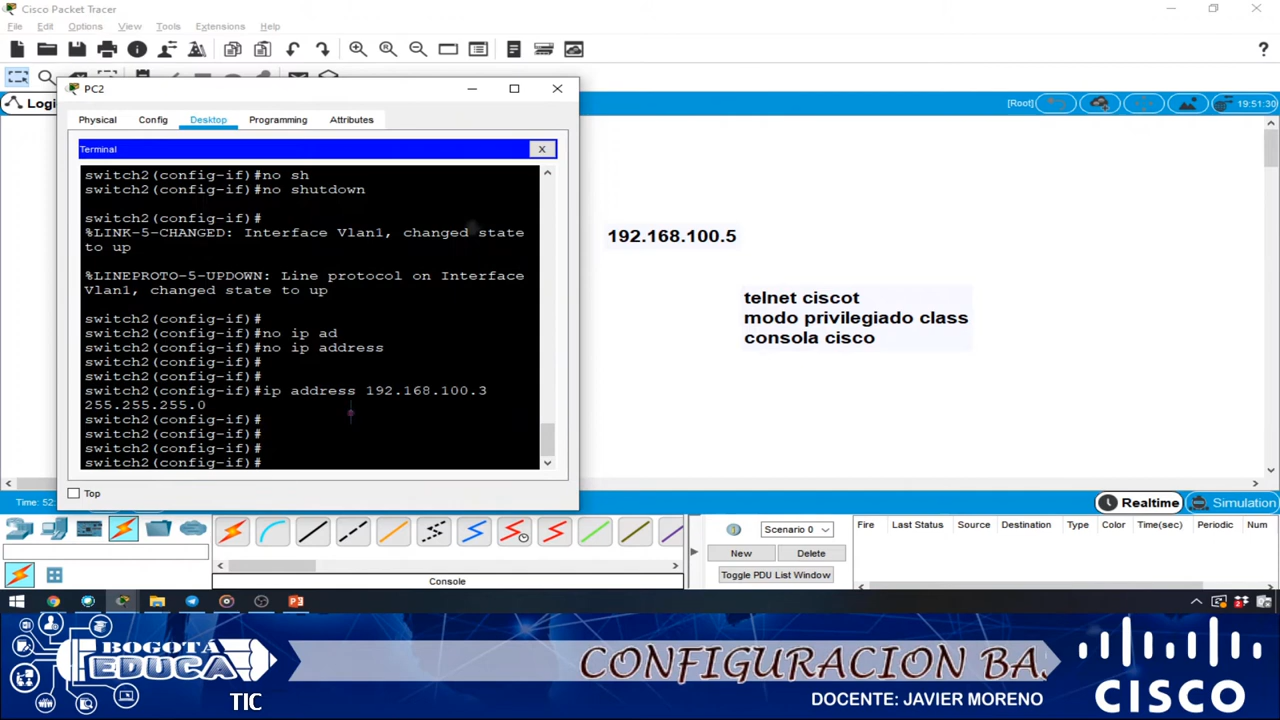 Cisco Packet Tracer
File Edit Options View Tools Extensions Help
PC2
Logi
[Root]
19:51:30
Physical Config Desktop Programming Attributes
Terminal
X
switch2(config-if)#no sh
switch2(config-if)#no shutdown
switch2(config-if)#
%LINK-5-CHANGED: Interface Vlan1, changed state
to up
%LINEPROTO-5-UPDOWN: Line protocol on Interface
Vlan1, changed state to up
switch2(config-if)#
switch2(config-if)#no ip ad
switch2(config-if)#no ip address
switch2(config-if)#
switch2(config-if)#
switch2(config-if)#ip address 192.168.100.3
255.255.255.0
switch2(config-if)#
switch2(config-if)#
switch2(config-if)#
switch2(config-if)#
Top
192.168.100.5
telnet ciscot
modo privilegiado class
consola cisco
Time: 52:
Realtime
Simulation
Scenario 0
Fire Last Status Source Destination Type Color Time(sec) Periodic Num
New Delete
Toggle PDU List Window
Console
BOGOTÁ
EDUCA
TIC
CONFIGURACION BA.
DOCENTE: JAVIER MORENO
CISCO